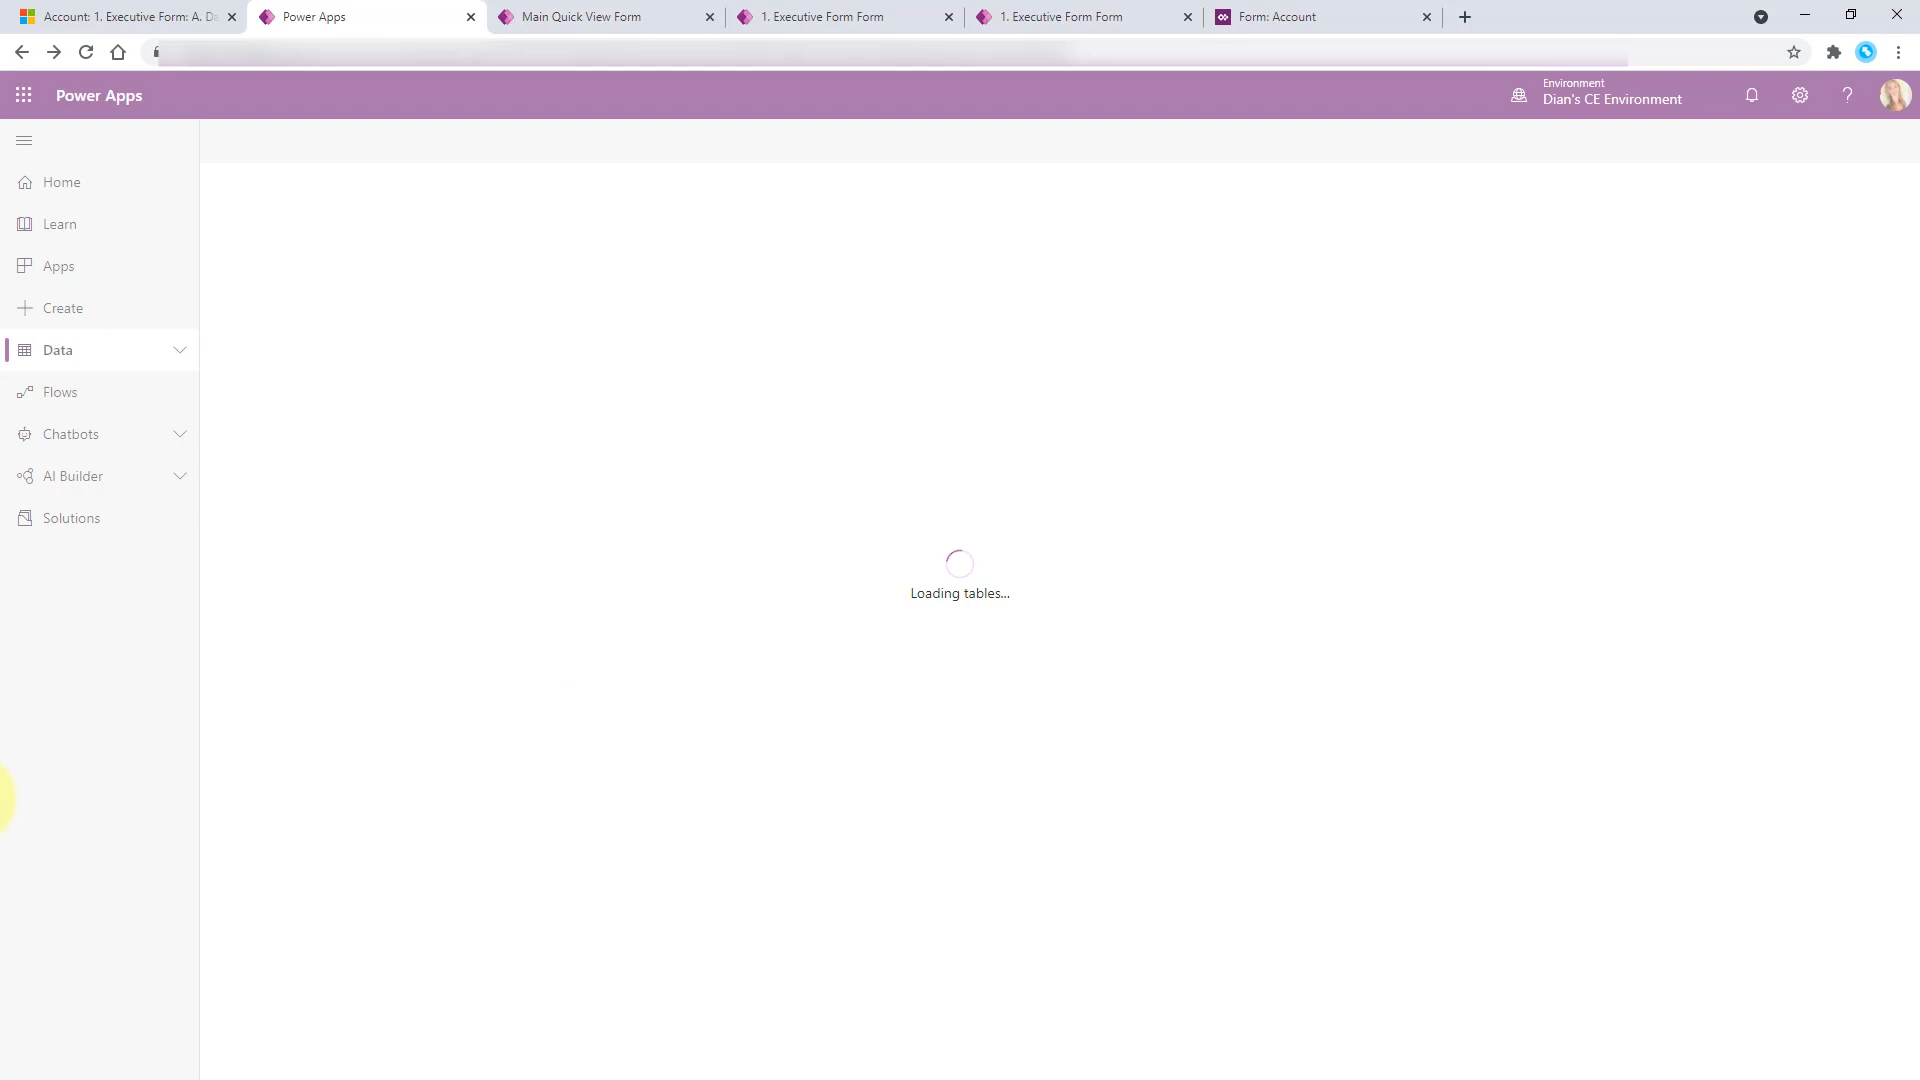 Account: 1. Executive Form: A. Da
Power Apps
Main Quick View Form
1. Executive Form Form
1. Executive Form Form
Form: Account
Power Apps
Environment
Dian's CE Environment
Home
Learn
Apps
Create
Data
Flows
Chatbots
AI Builder
Solutions
Loading tables...